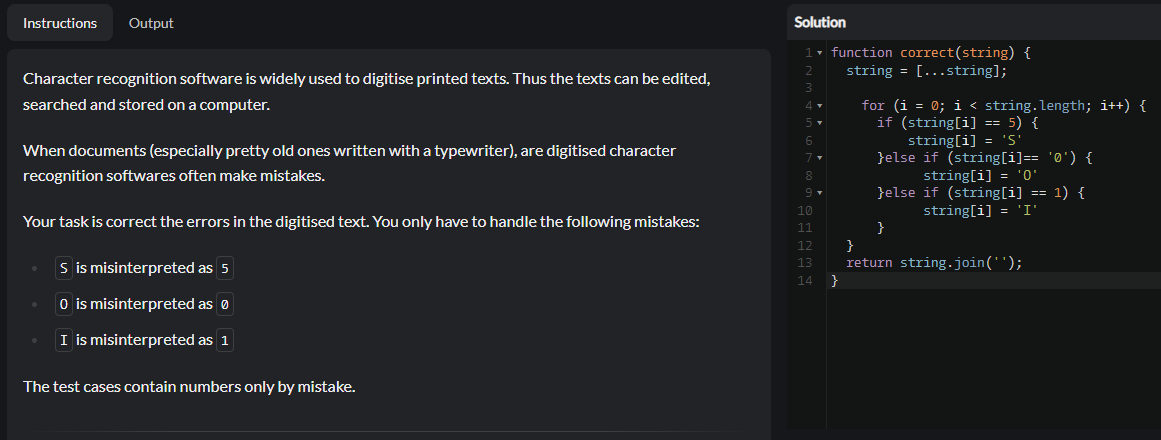 Instructions
Output
Character recognition software is widely used to digitise printed texts. Thus the texts can be edited,
searched and stored on a computer.
When documents (especially pretty old ones written with a typewriter), are digitised character
recognition softwares often make mistakes.
Your task is correct the errors in the digitised text. You only have to handle the following mistakes:
S is misinterpreted as 5
O is misinterpreted as 0
I is misinterpreted as 1
The test cases contain numbers only by mistake.
Solution
1 function correct(string) {
2   string = [...string];
3
4     for (i = 0; i < string.length; i++) {
5       if (string[i] == 5) {
6           string[i] = 'S'
7       }else if (string[i]== '0') {
8             string[i] = 'O'
9       }else if (string[i] == 1) {
10             string[i] = 'I'
11       }
12   }
13   return string.join('');
14 }